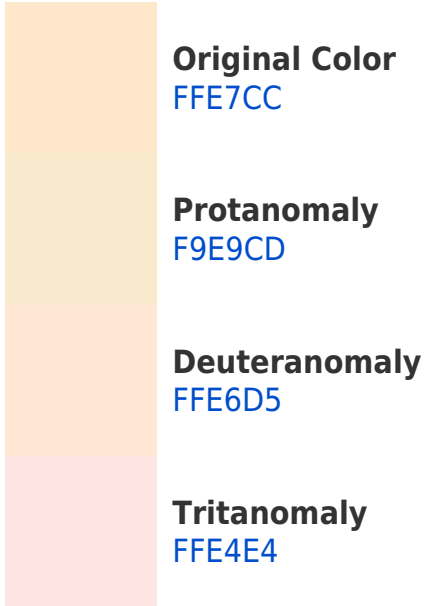 Original Color
FFE7CC
Protanomaly
F9E9CD
Deuteranomaly
FFE6D5
Tritanomaly
FFE4E4